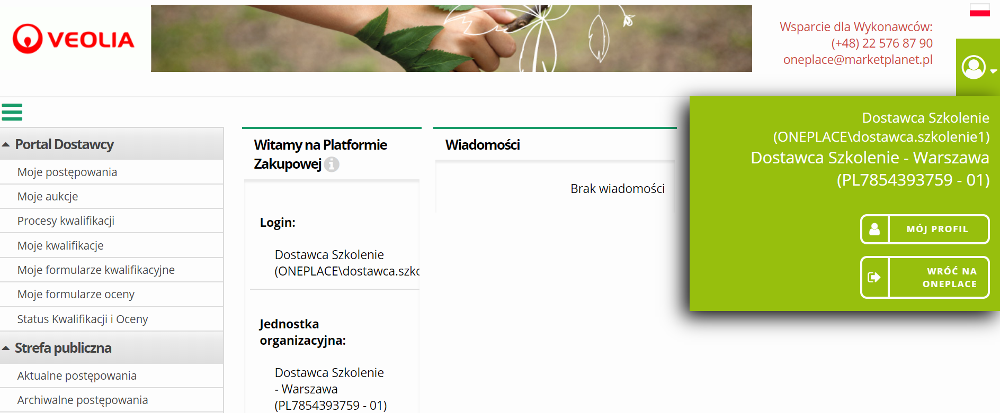 VEOLIA
Wsparcie dla Wykonawców:
(+48) 22 576 87 90
oneplace@marketplanet.pl
Dostawca Szkolenie
(ONEPLACE\dostawca.szkolenie1)
Dostawca Szkolenie - Warszawa
(PL7854393759 - 01)
MÓJ PROFIL
WRÓĆ NA
ONEPLACE
Portal Dostawcy
Moje postępowania
Moje aukcje
Procesy kwalifikacji
Moje kwalifikacje
Moje formularze kwalifikacyjne
Moje formularze oceny
Status Kwalifikacji i Oceny
Strefa publiczna
Aktualne postępowania
Archiwalne postępowania
Witamy na Platformie
Zakupowej
Login:
Dostawca Szkolenie
(ONEPLACE\dostawca.szko
Jednostka
organizacyjna:
Dostawca Szkolenie
- Warszawa
(PL7854393759 - 01)
Wiadomości
Brak wiadomości